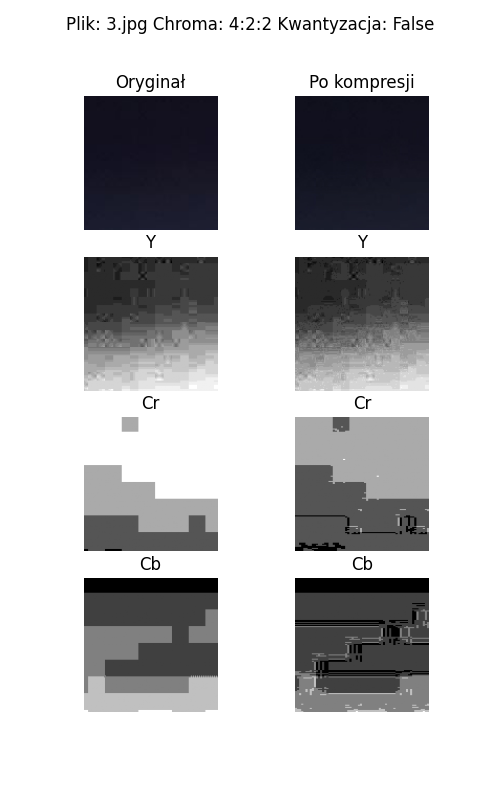 Plik: 3.jpg Chroma: 4:2:2 Kwantyzacja: False
Oryginał Po kompresji
Y Y
Cr Cr
Cb Cb